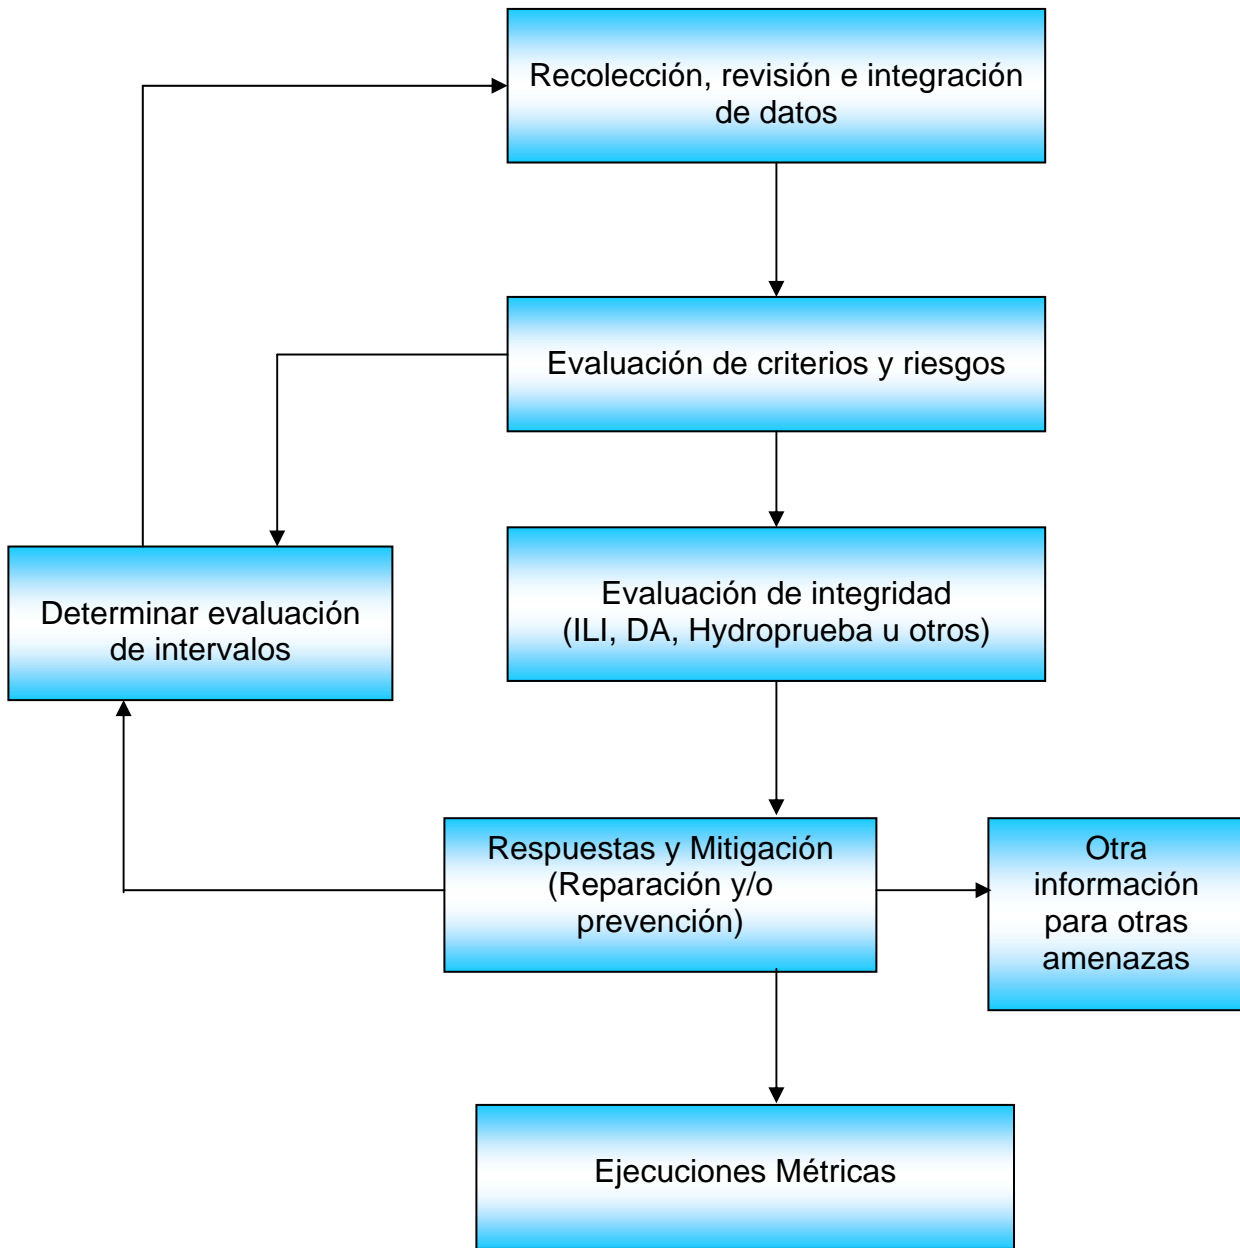 Recolección, revisión e integración
de datos
Evaluación de criterios y riesgos
Evaluación de integridad
(ILI, DA, Hydroprueba u otros)
Determinar evaluación
de intervalos
Respuestas y Mitigación
(Reparación y/o
prevención)
Otra
información
para otras
amenazas
Ejecuciones Métricas